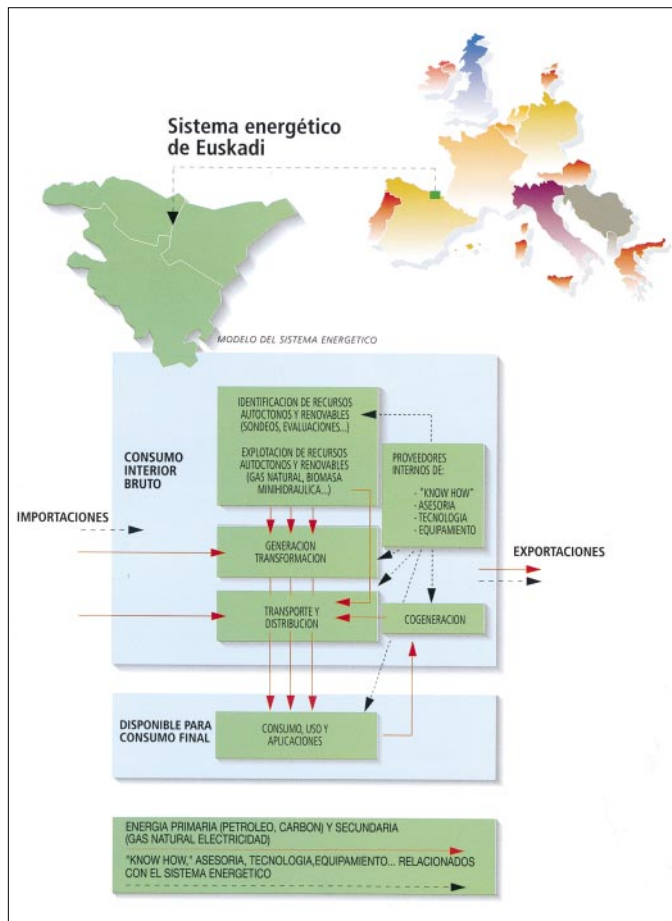 Sistema energético
de Euskadi
MODELO DEL SISTEMA ENERGÉTICO
IDENTIFICACION DE RECURSOS
AUTOCTONOS Y RENOVABLES
(SONDEOS, EVALUACIONES...)
EXPLOTACION DE RECURSOS
AUTOCTONOS Y RENOVABLES
(GAS NATURAL, BIOMASA
MINIHIDRAULICA...)
CONSUMO
INTERIOR
BRUTO
PROVEEDORES
INTERNOS DE:
- "KNOW HOW"
- ASESORIA
- TECNOLOGIA
- EQUIPAMIENTO
IMPORTACIONES
GENERACION
TRANSFORMACION
EXPORTACIONES
TRANSPORTE Y
DISTRIBUCIÓN
COGENERACION
DISPONIBLE PARA
CONSUMO FINAL
CONSUMO, USO Y
APLICACIONES
ENERGIA PRIMARIA (PETROLEO, CARBON) Y SECUNDARIA
(GAS NATURAL ELECTRICIDAD)
"KNOW HOW," ASESORIA, TECNOLOGIA,EQUIPAMIENTO... RELACIONADOS
CON EL SISTEMA ENERGÉTICO